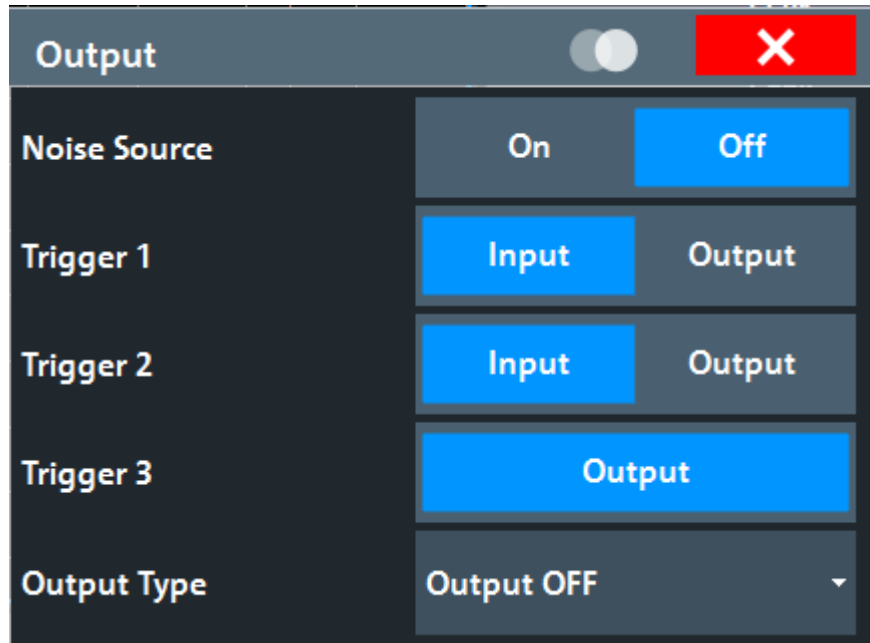 Output
Noise Source On Off
Trigger 1 Input Output
Trigger 2 Input Output
Trigger 3 Output
Output Type Output OFF